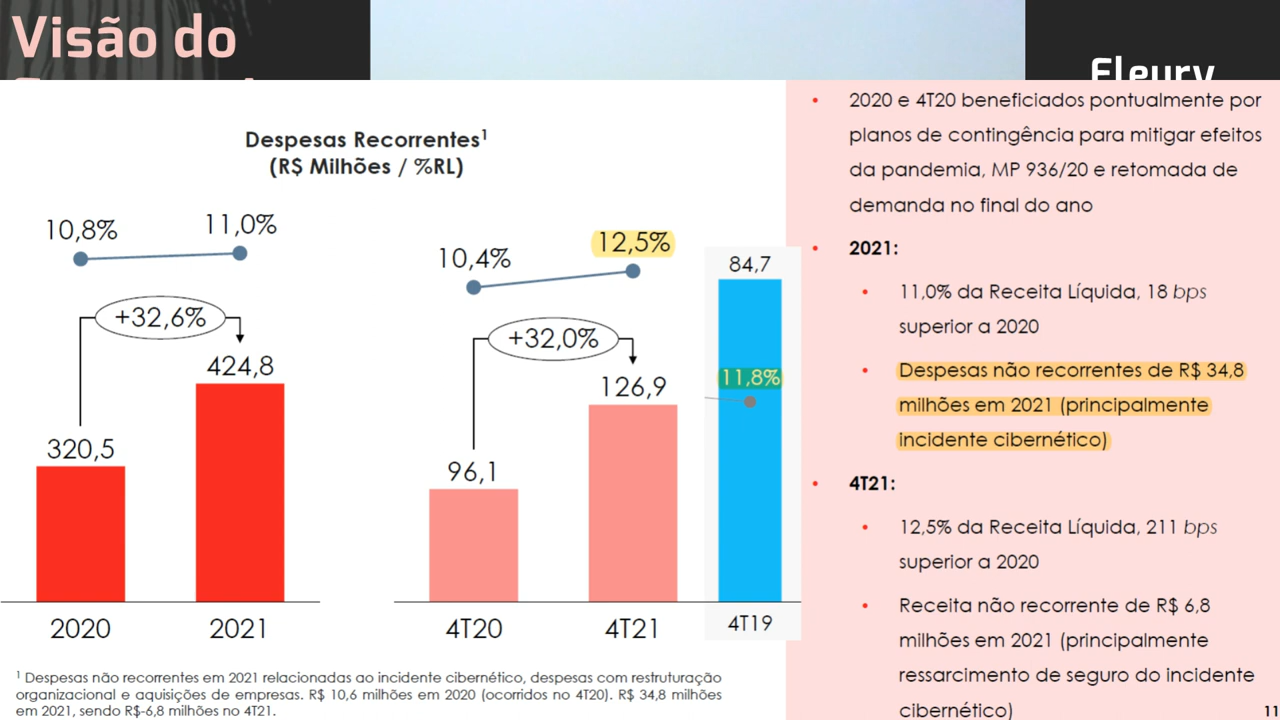 Visão do
Fleury
Despesas Recorrentes¹
(R$ Milhões / %RL)
10,8%
11,0%
+32,6%
424,8
320,5
2020
2021
10,4%
12,5%
+32,0%
126,9
96,1
4T20
4T21
84,7
11,8%
4T19
¹ Despesas não recorrentes em 2021 relacionadas ao incidente cibernético, despesas com restruturação
organizacional e aquisições de empresas. R$ 10,6 milhões em 2020 (ocorridos no 4T20). R$ 34,8 milhões
em 2021, sendo R$-6,8 milhões no 4T21.
• 2020 e 4T20 beneficiados pontualmente por
planos de contingência para mitigar efeitos
da pandemia, MP 936/20 e retomada de
demanda no final do ano
• 2021:
• 11,0% da Receita Líquida, 18 bps
superior a 2020
• Despesas não recorrentes de R$ 34,8
milhões em 2021 (principalmente
incidente cibernético)
• 4T21:
• 12,5% da Receita Líquida, 211 bps
superior a 2020
• Receita não recorrente de R$ 6,8
milhões em 2021 (principalmente
ressarcimento de seguro do incidente
cibernético)
11